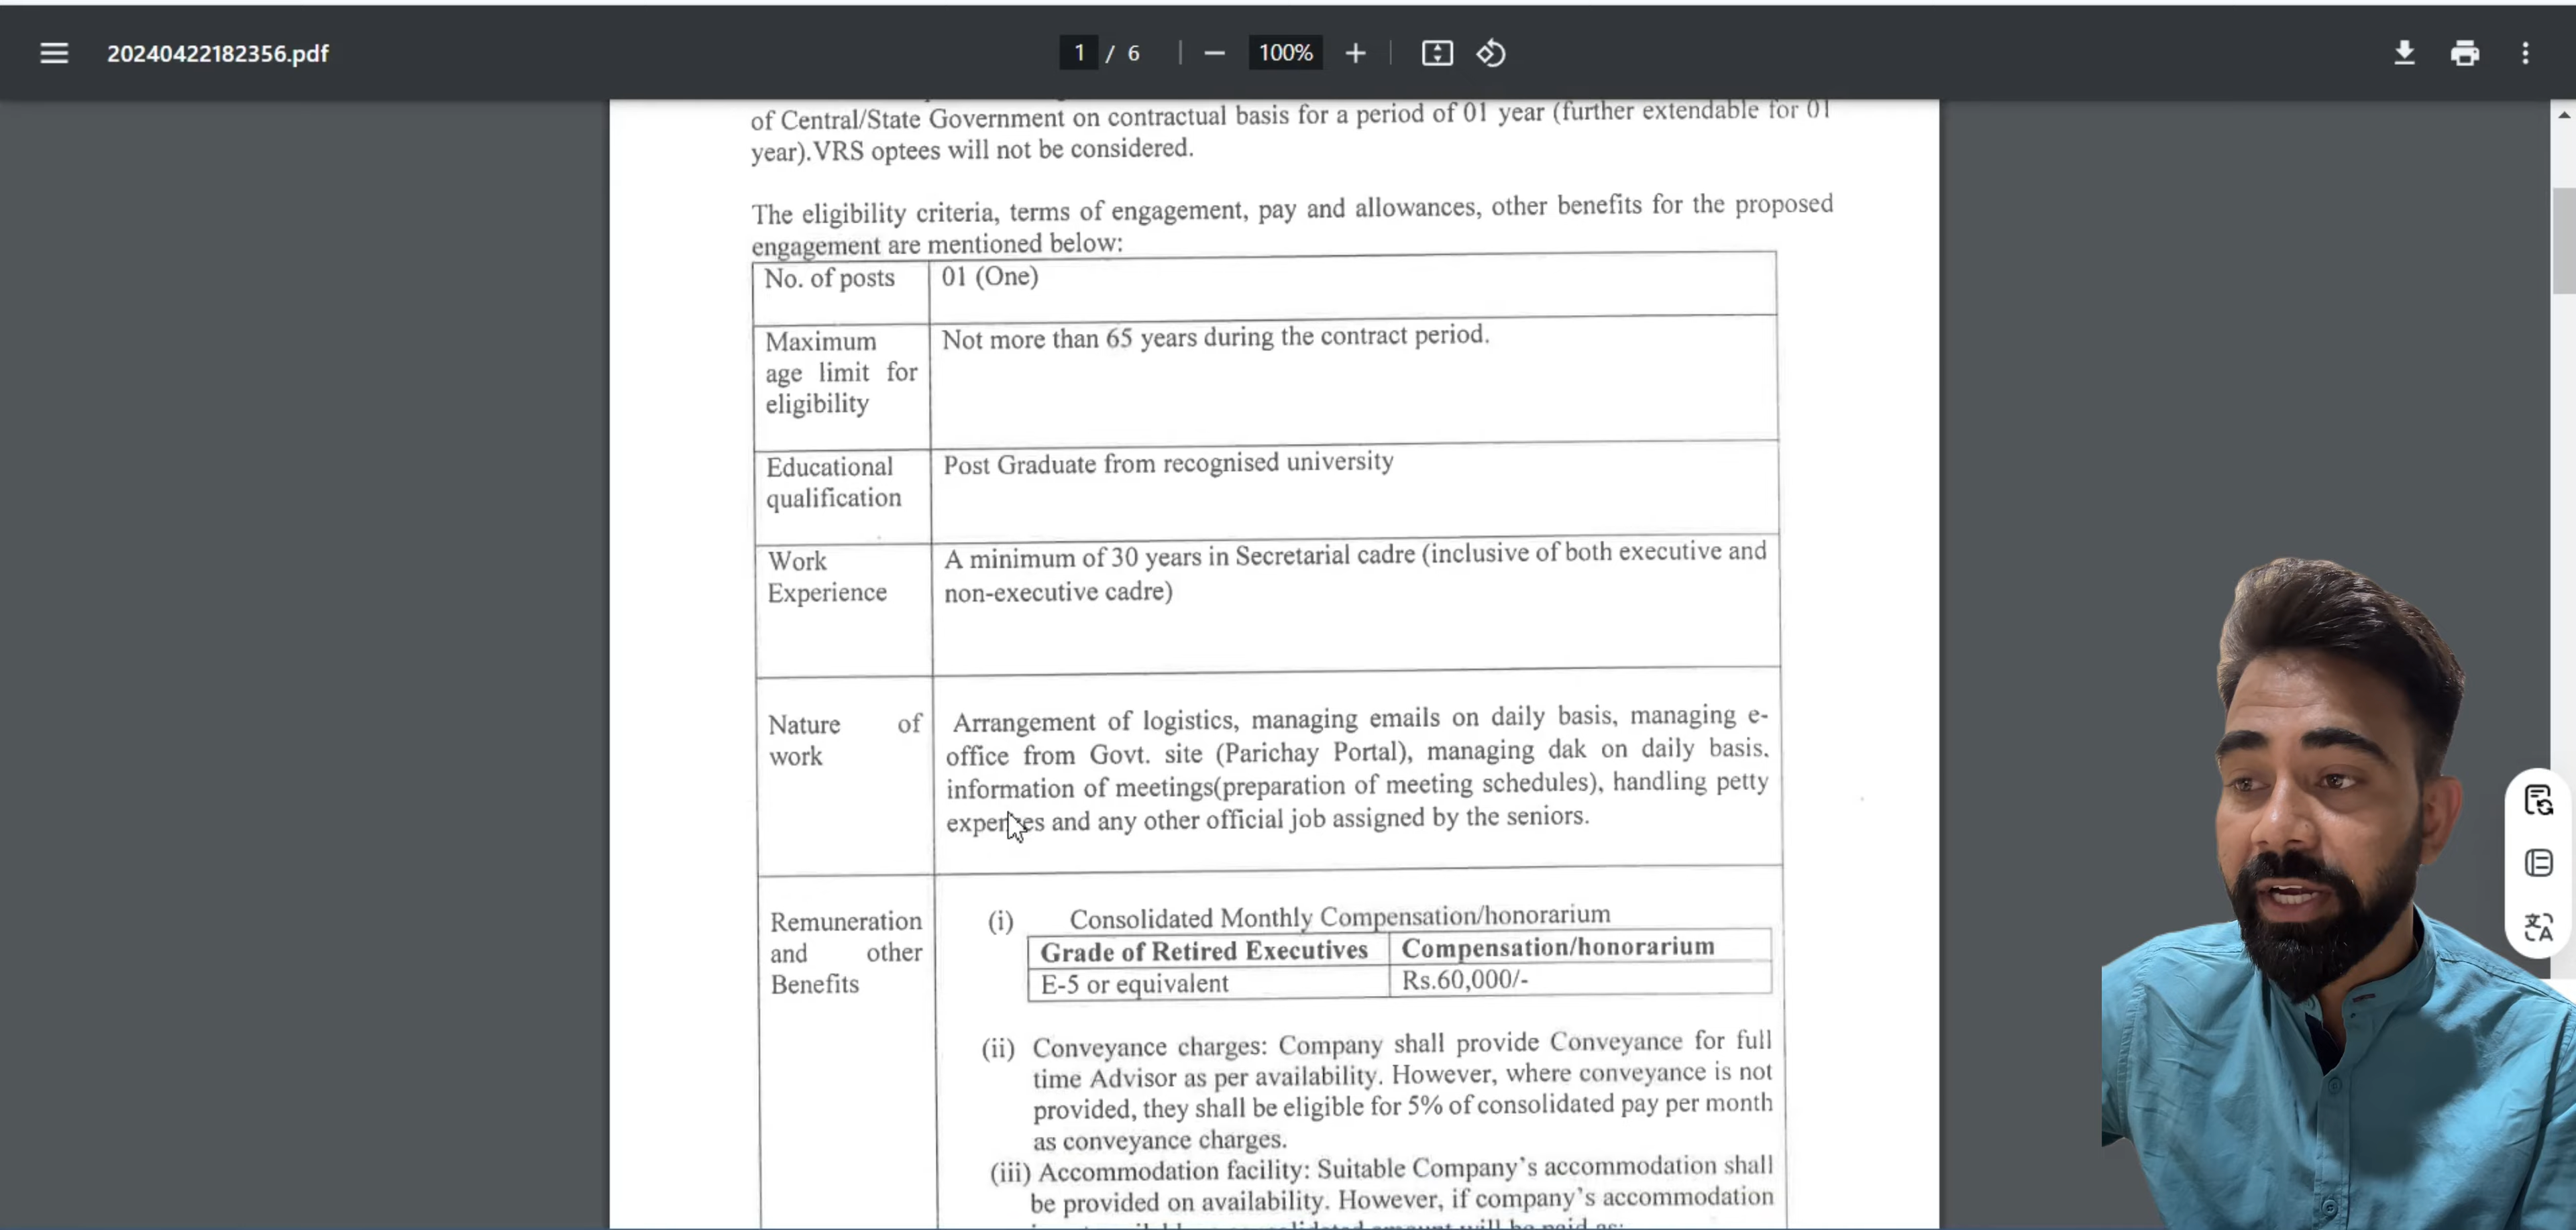 20240422182356.pdf
1 / 6
100%
of Central/State Government on contractual basis for a period of 01 year (further extendable for 01
year).VRS optees will not be considered.
The eligibility criteria, terms of engagement, pay and allowances, other benefits for the proposed
engagement are mentioned below:
No. of posts
01 (One)
Maximum
age limit for
eligibility
Not more than 65 years during the contract period.
Educational
qualification
Post Graduate from recognised university
Work
Experience
A minimum of 30 years in Secretarial cadre (inclusive of both executive and
non-executive cadre)
Nature of
work
Arrangement of logistics, managing emails on daily basis, managing e-
office from Govt. site (Parichay Portal), managing dak on daily basis.
information of meetings(preparation of meeting schedules), handling petty
expenses and any other official job assigned by the seniors.
Remuneration
and other
Benefits
(i) Consolidated Monthly Compensation/honorarium
Grade of Retired Executives Compensation/honorarium
E-5 or equivalent Rs.60,000/-
(ii) Conveyance charges: Company shall provide Conveyance for full
time Advisor as per availability. However, where conveyance is not
provided, they shall be eligible for 5% of consolidated pay per month
as conveyance charges.
(iii) Accommodation facility: Suitable Company's accommodation shall
be provided on availability. However, if company's accommodation
will be paid as: